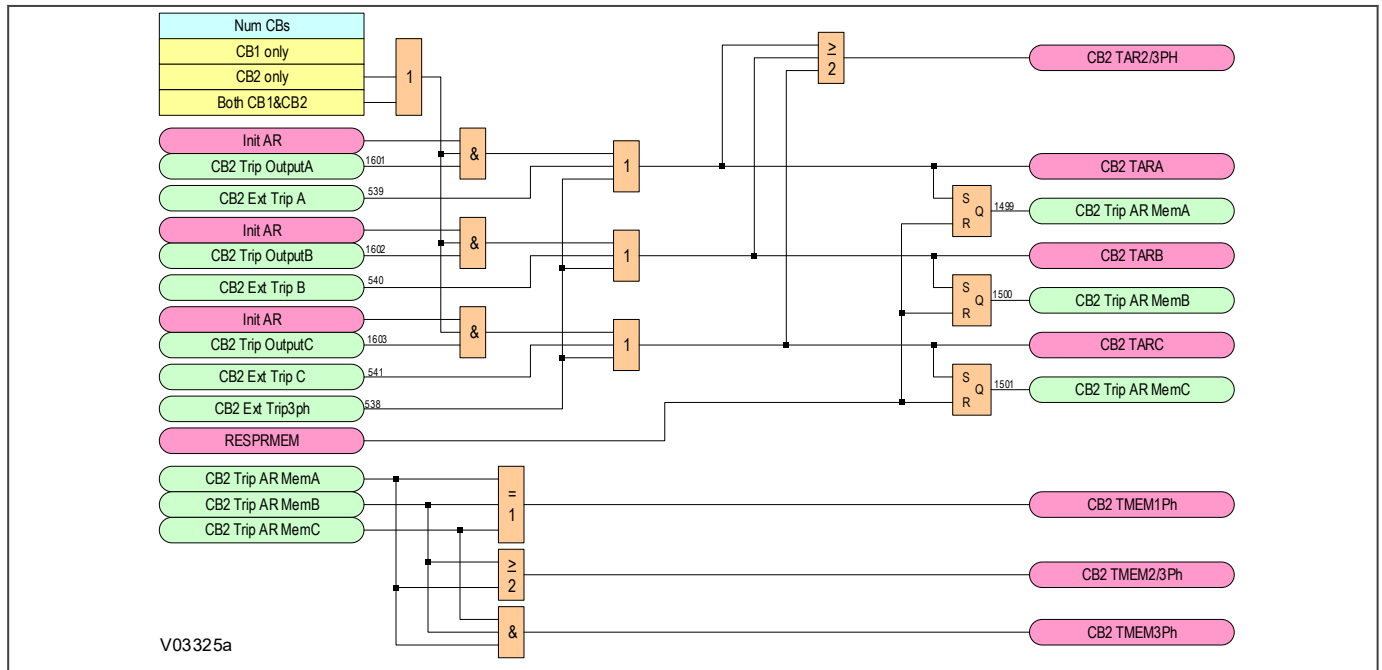 Num CBs
CB1 only
CB2 only
Both CB1&CB2
1
≥
2
CB2 TAR2/3PH
Init AR
CB2 Trip OutputA
1601
&
CB2 Ext Trip A
539
1
CB2 TARA
S
Q
R
1499
CB2 Trip AR MemA
Init AR
CB2 Trip OutputB
1602
&
CB2 Ext Trip B
540
1
CB2 TARB
S
Q
R
1500
CB2 Trip AR MemB
Init AR
CB2 Trip OutputC
1603
&
CB2 Ext Trip C
541
1
CB2 TARC
S
Q
R
1501
CB2 Trip AR MemC
CB2 Ext Trip3ph
538
RESPRMEM
CB2 Trip AR MemA
CB2 Trip AR MemB
CB2 Trip AR MemC
=
1
CB2 TMEM1Ph
≥
2
CB2 TMEM2/3Ph
&
CB2 TMEM3Ph
V03325a